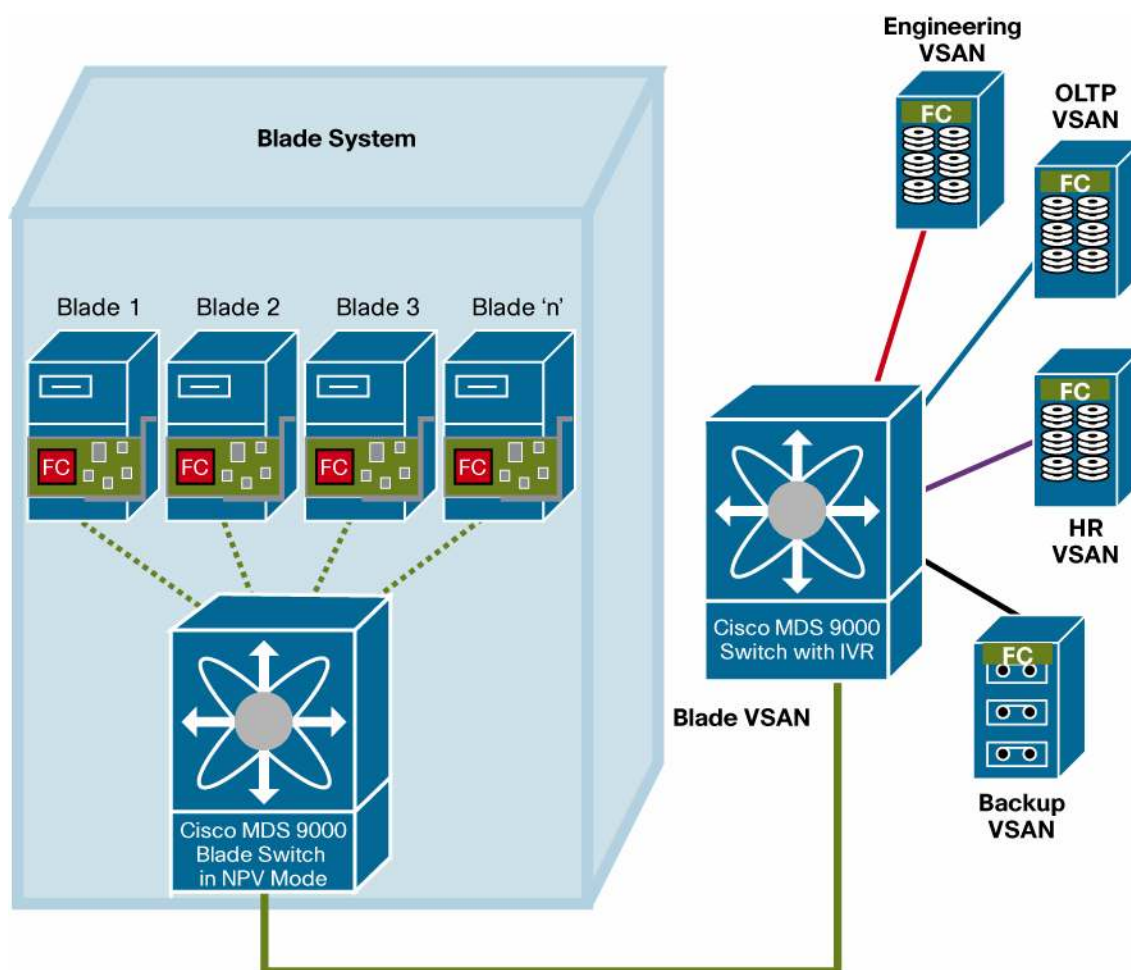 Engineering
VSAN
FC
OLTP
VSAN
FC
Blade System
Blade 1
Blade 2
Blade 3
Blade ‘n’
FC
FC
FC
FC
FC
HR
VSAN
Cisco MDS 9000
Switch with IVR
Blade VSAN
FC
Backup
VSAN
Cisco MDS 9000
Blade Switch
in NPV Mode